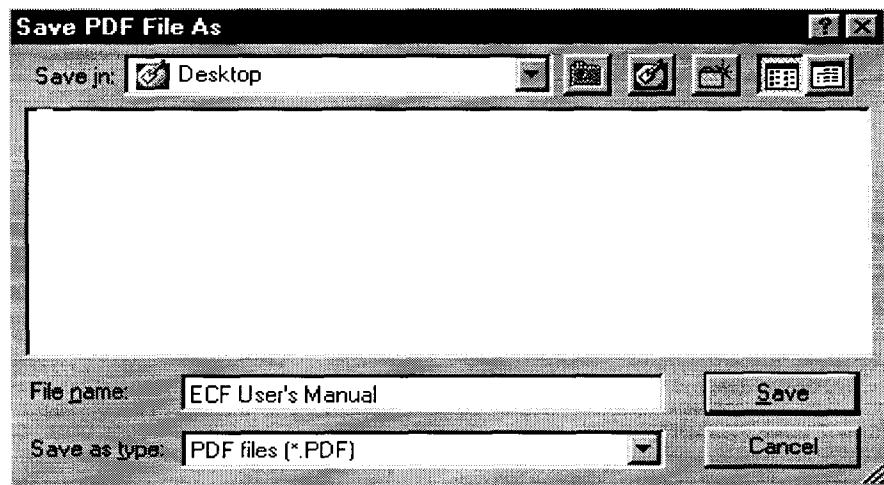 Save PDF File As
Save in: Desktop
File name: ECF User's Manual Save
Save as type: PDF files (*.PDF) Cancel